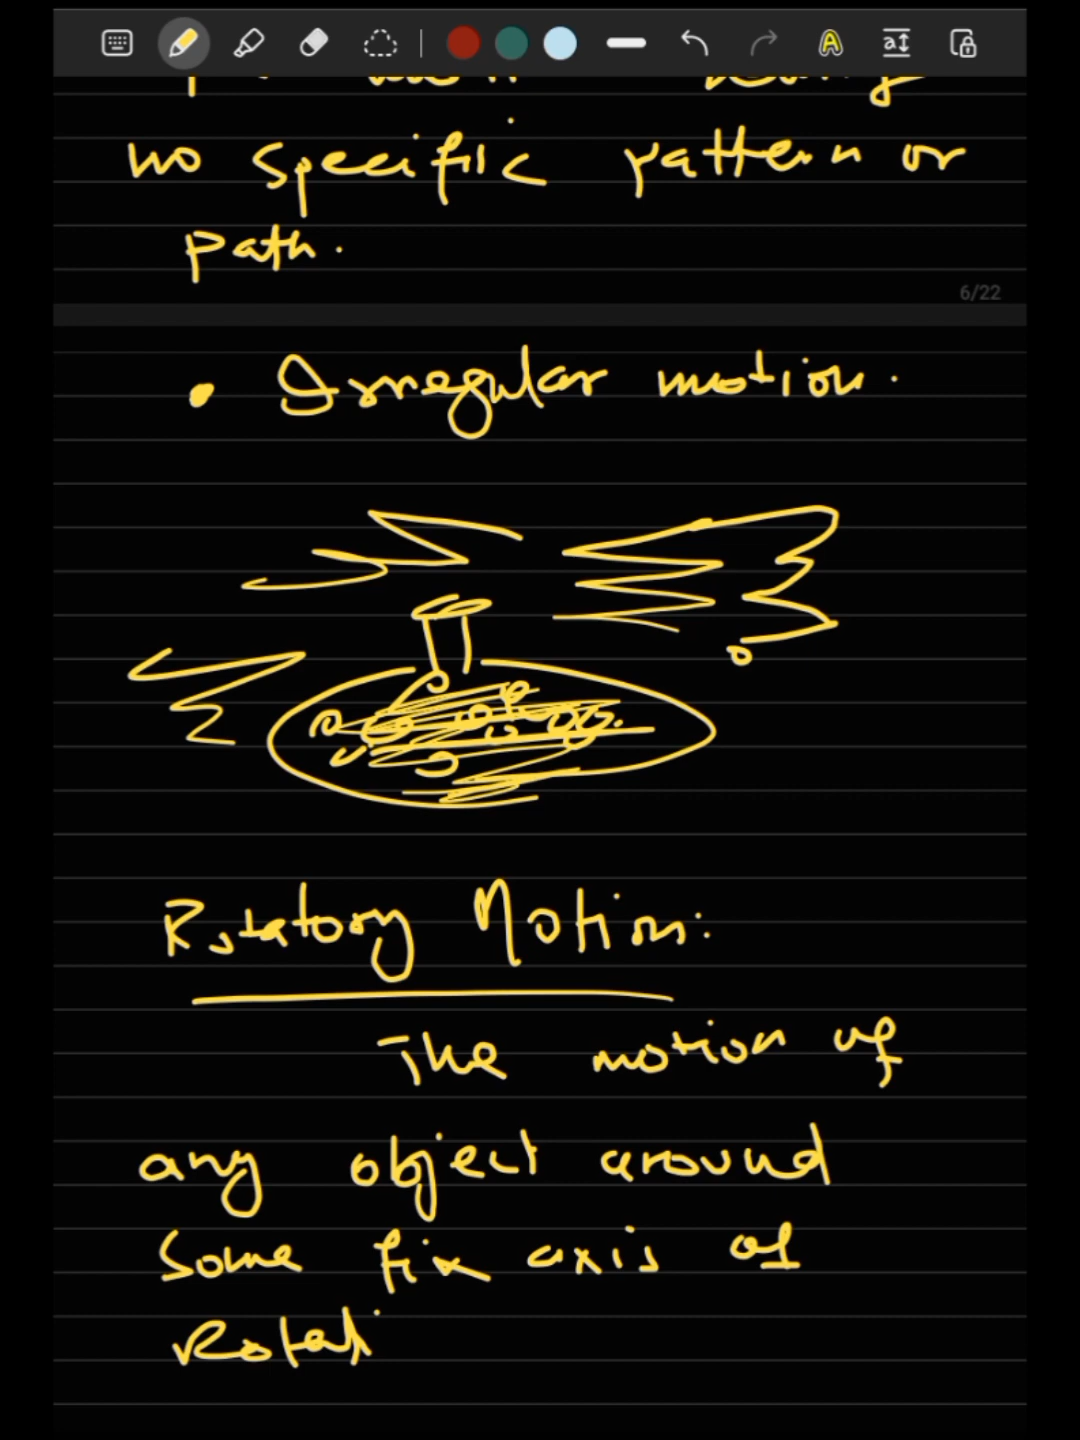 no specific pattern or
path.
6/22
• Irregular motion.
Rotatory Motion:
The motion of
any object around
Some fix axis of
Rotati